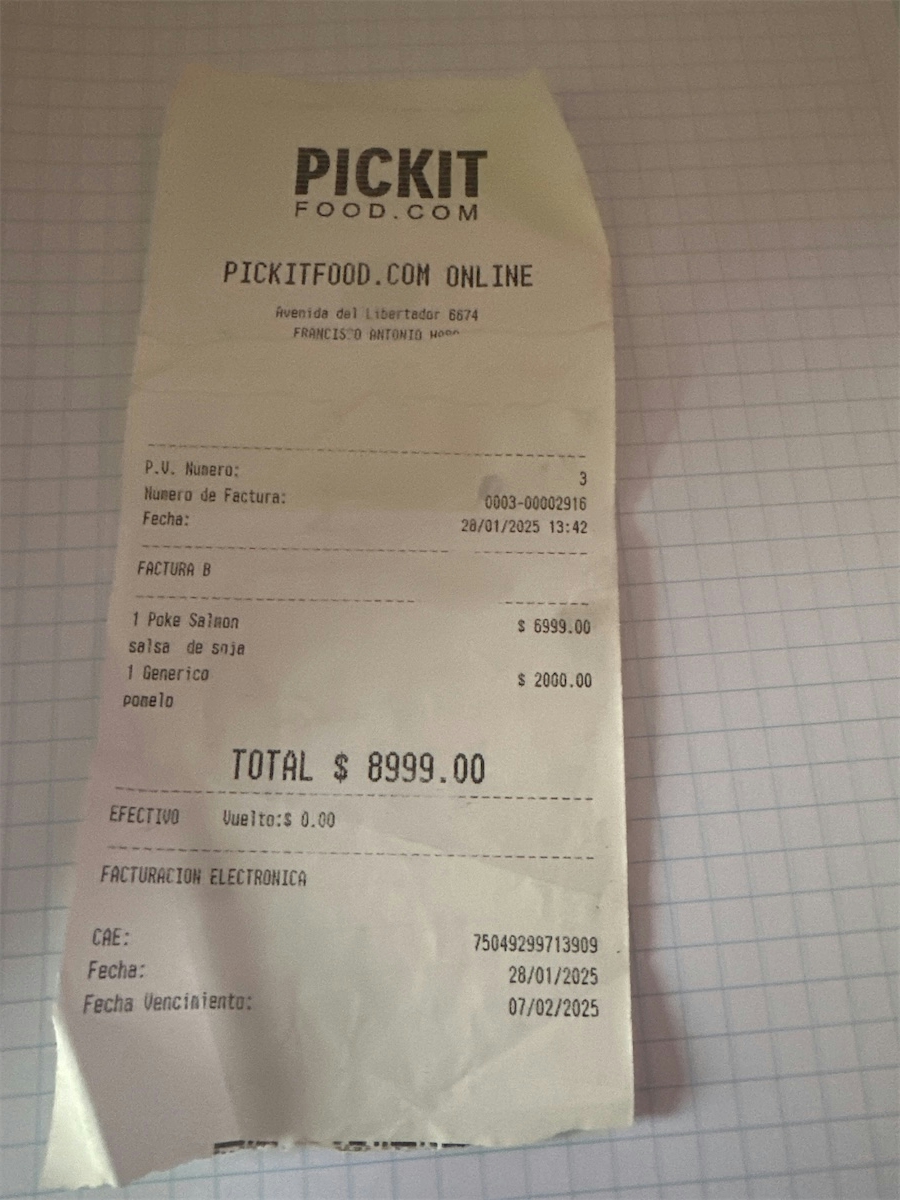 PICKIT
FOOD.COM
PICKITFOOD.COM ONLINE
Avenida del Libertador 6674
FRANCISCO ANTONIO
P.V. Numero: 3
Numero de Factura: 0003-00002916
Fecha: 28/01/2025 13:42
FACTURA B
1 Poke Salmon $ 6999.00
salsa de soja
1 Generico $ 2000.00
pomelo
TOTAL $ 8999.00
EFECTIVO Vuelto:$ 0.00
FACTURACION ELECTRONICA
CAE: 75049299713909
Fecha: 28/01/2025
Fecha Vencimiento: 07/02/2025